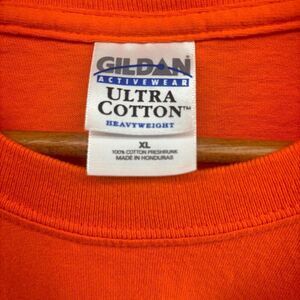 GILDAN
ACTIVEWEAR
ULTRA
COTTON™
HEAVYWEIGHT
XL
100% COTTON PRESHRUNK
MADE IN HONDURAS